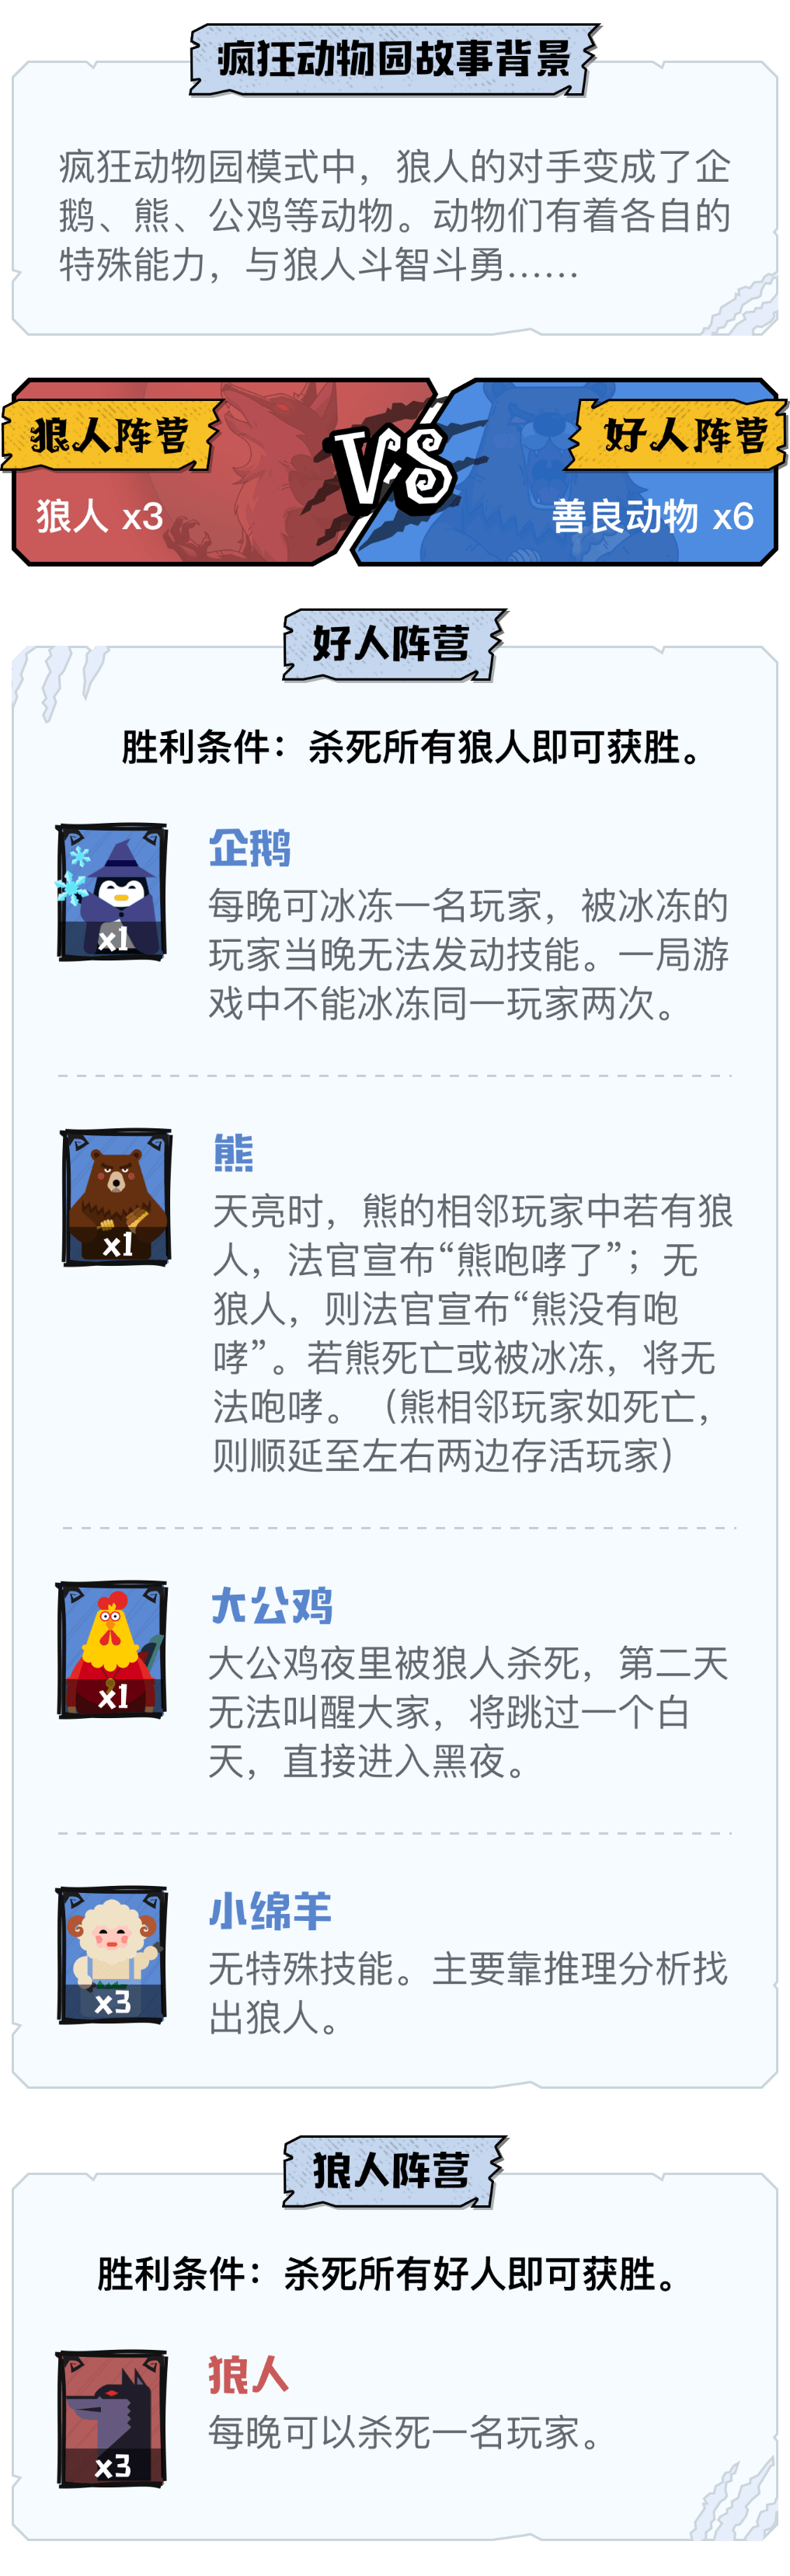 疯狂动物园故事背景
疯狂动物园模式中，狼人的对手变成了企
鹅、熊、公鸡等动物。动物们有着各自的
特殊能力，与狼人斗智斗勇……
狼人阵营
狼人 x3
VS
好人阵营
善良动物 x6
好人阵营
胜利条件：杀死所有狼人即可获胜。
x1
企鹅
每晚可冰冻一名玩家，被冰冻的
玩家当晚无法发动技能。一局游
戏中不能冰冻同一玩家两次。
x1
熊
天亮时，熊的相邻玩家中若有狼
人，法官宣布“熊咆哮了”；无
狼人，则法官宣布“熊没有咆
哮”。若熊死亡或被冰冻，将无
法咆哮。（熊相邻玩家如死亡，
则顺延至左右两边存活玩家）
x1
大公鸡
大公鸡夜里被狼人杀死，第二天
无法叫醒大家，将跳过一个白
天，直接进入黑夜。
x3
小绵羊
无特殊技能。主要靠推理分析找
出狼人。
狼人阵营
胜利条件：杀死所有好人即可获胜。
x3
狼人
每晚可以杀死一名玩家。